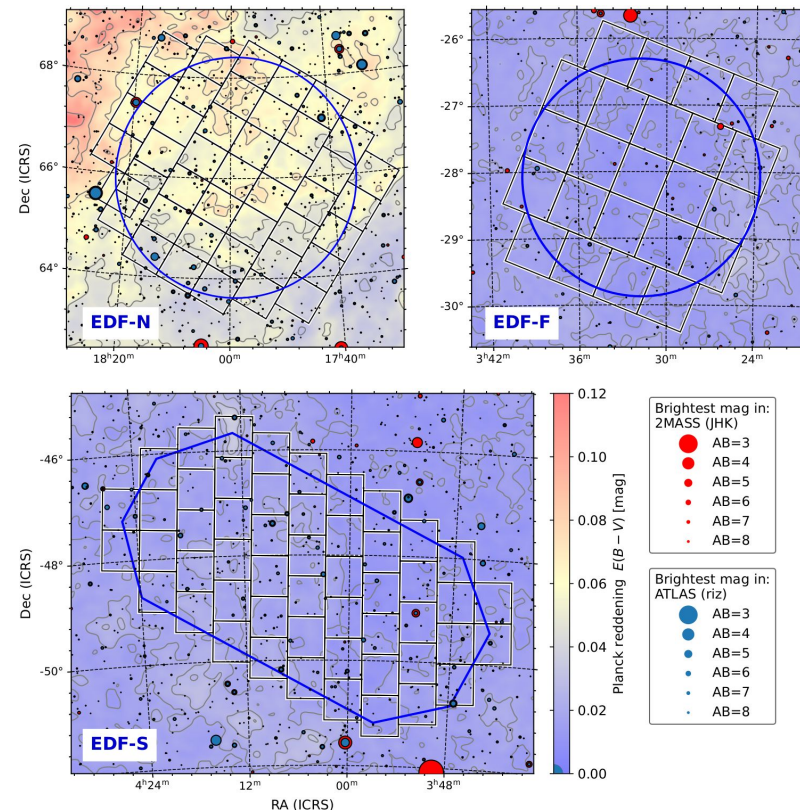 68°
66°
64°
Dec (ICRS)
EDF-N
18ʰ20ᵐ
00ᵐ
17ʰ40ᵐ
-26°
-27°
-28°
-29°
-30°
EDF-F
3ʰ42ᵐ
36ᵐ
30ᵐ
24ᵐ
-46°
-48°
-50°
Dec (ICRS)
EDF-S
4ʰ24ᵐ
12ᵐ
00ᵐ
3ʰ48ᵐ
RA (ICRS)
0.12
0.10
0.08
0.06
0.04
0.02
0.00
Planck reddening E(B − V) [mag]
Brightest mag in:
2MASS (JHK)
AB=3
AB=4
AB=5
AB=6
AB=7
AB=8
Brightest mag in:
ATLAS (riz)
AB=3
AB=4
AB=5
AB=6
AB=7
AB=8